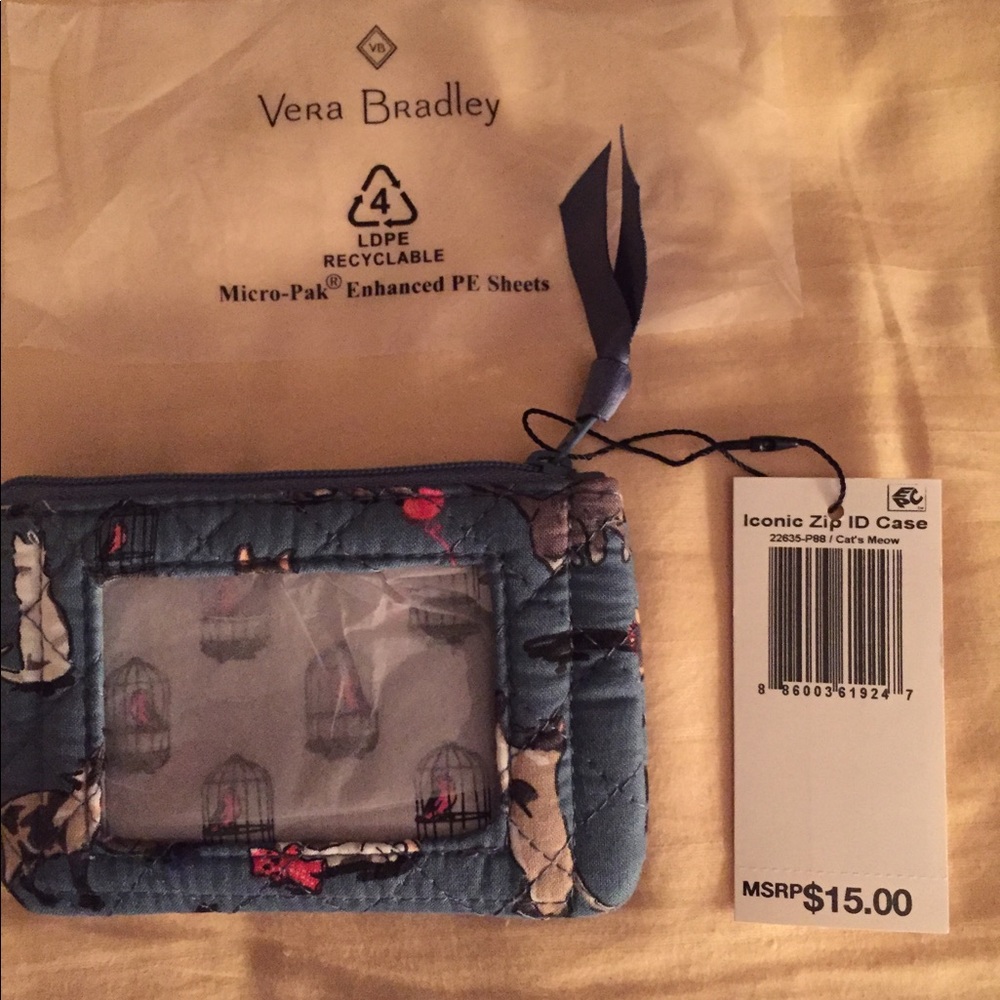 VB
Vera Bradley
4
LDPE
RECYCLABLE
Micro-Pak® Enhanced PE Sheets
Iconic Zip ID Case
22635-P88 / Cat's Meow
8 86003 61924 7
MSRP$15.00